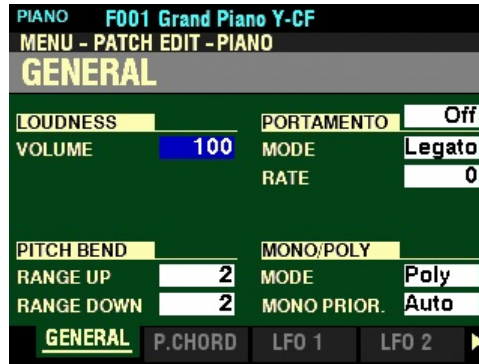 PIANO F001 Grand Piano Y-CF
MENU - PATCH EDIT - PIANO
GENERAL
LOUDNESS
VOLUME 100
PORTAMENTO Off
MODE Legato
RATE 0
PITCH BEND
RANGE UP 2
RANGE DOWN 2
MONO/POLY
MODE Poly
MONO PRIOR. Auto
GENERAL P.CHORD LFO 1 LFO 2